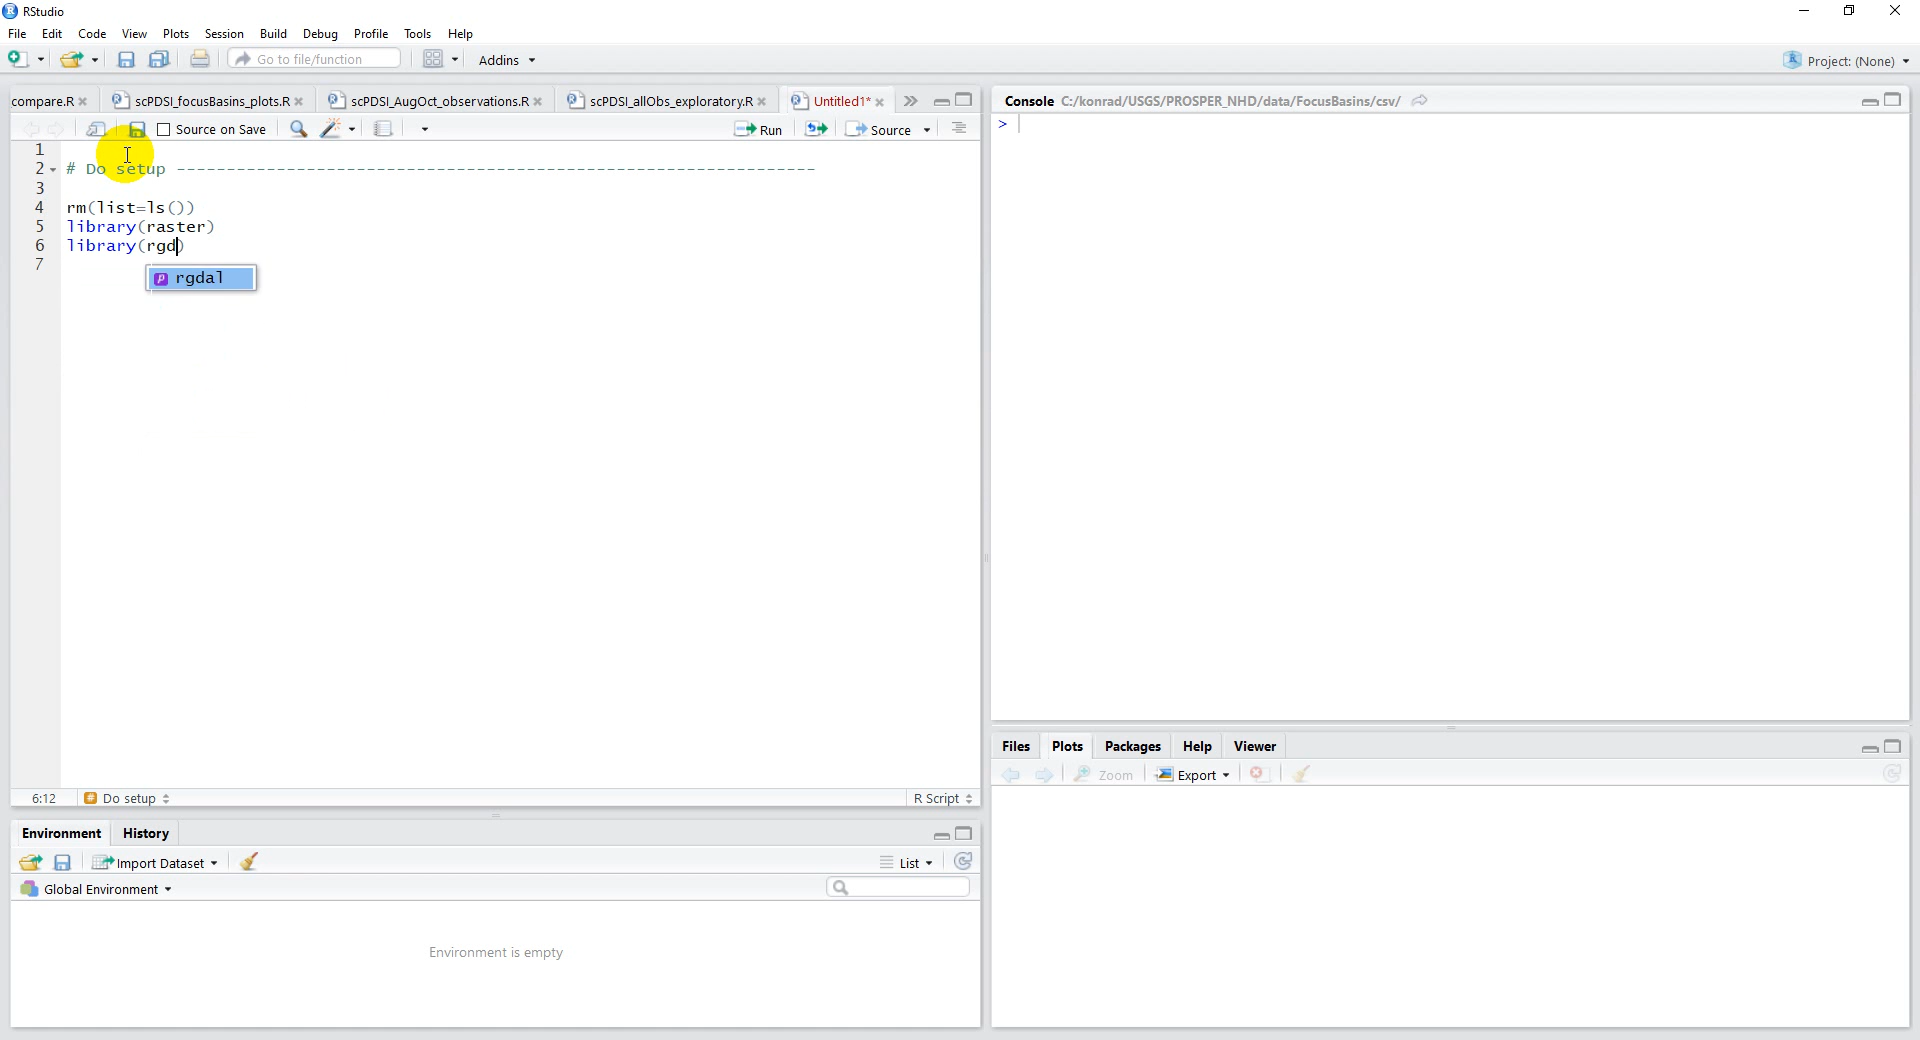 RStudio
File Edit Code View Plots Session Build Debug Profile Tools Help
Go to file/function Addins Project: (None)
compare.R scPDSI_focusBasins_plots.R scPDSI_AugOct_observations.R scPDSI_allObs_exploratory.R Untitled1*
Source on Save Run Source
1
2 # Do setup ----------------------------------------------------------------
3
4 rm(list=ls())
5 library(raster)
6 library(rgd)
7
rgdal
6:12 Do setup R Script
Environment History
Import Dataset List
Global Environment
Environment is empty
Console C:/konrad/USGS/PROSPER_NHD/data/FocusBasins/csv/
>
Files Plots Packages Help Viewer
Zoom Export